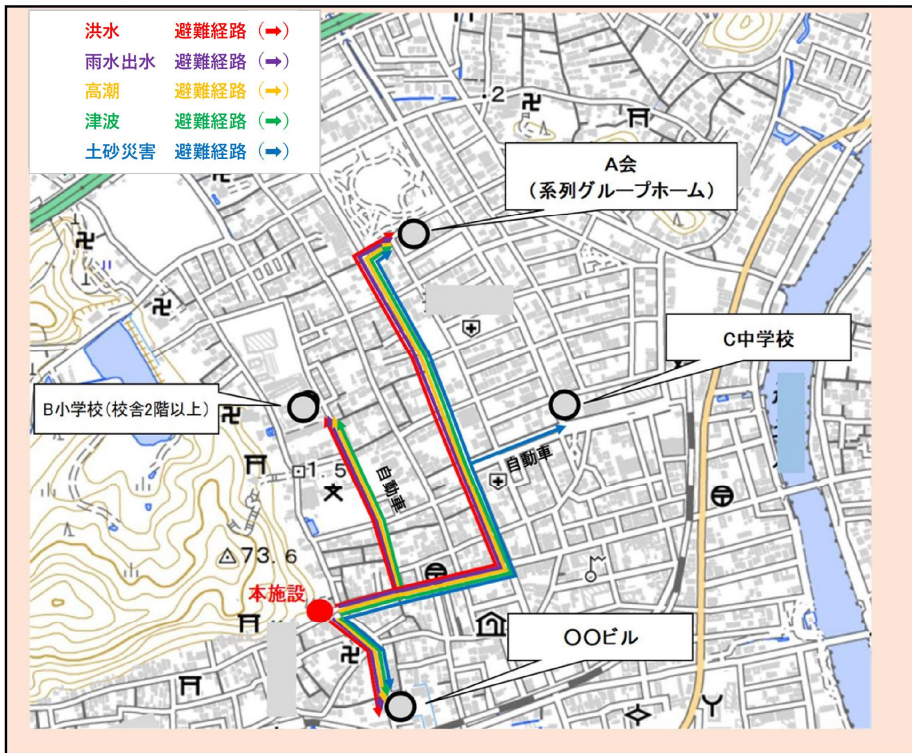 洪水 避難経路（➡）
雨水出水 避難経路（➡）
高潮 避難経路（➡）
津波 避難経路（➡）
土砂災害 避難経路（➡）
.2
A会
（系列グループホーム）
C中学校
B小学校（校舎2階以上）
1.5
自動車
自動車
73.6
本施設
〇〇ビル